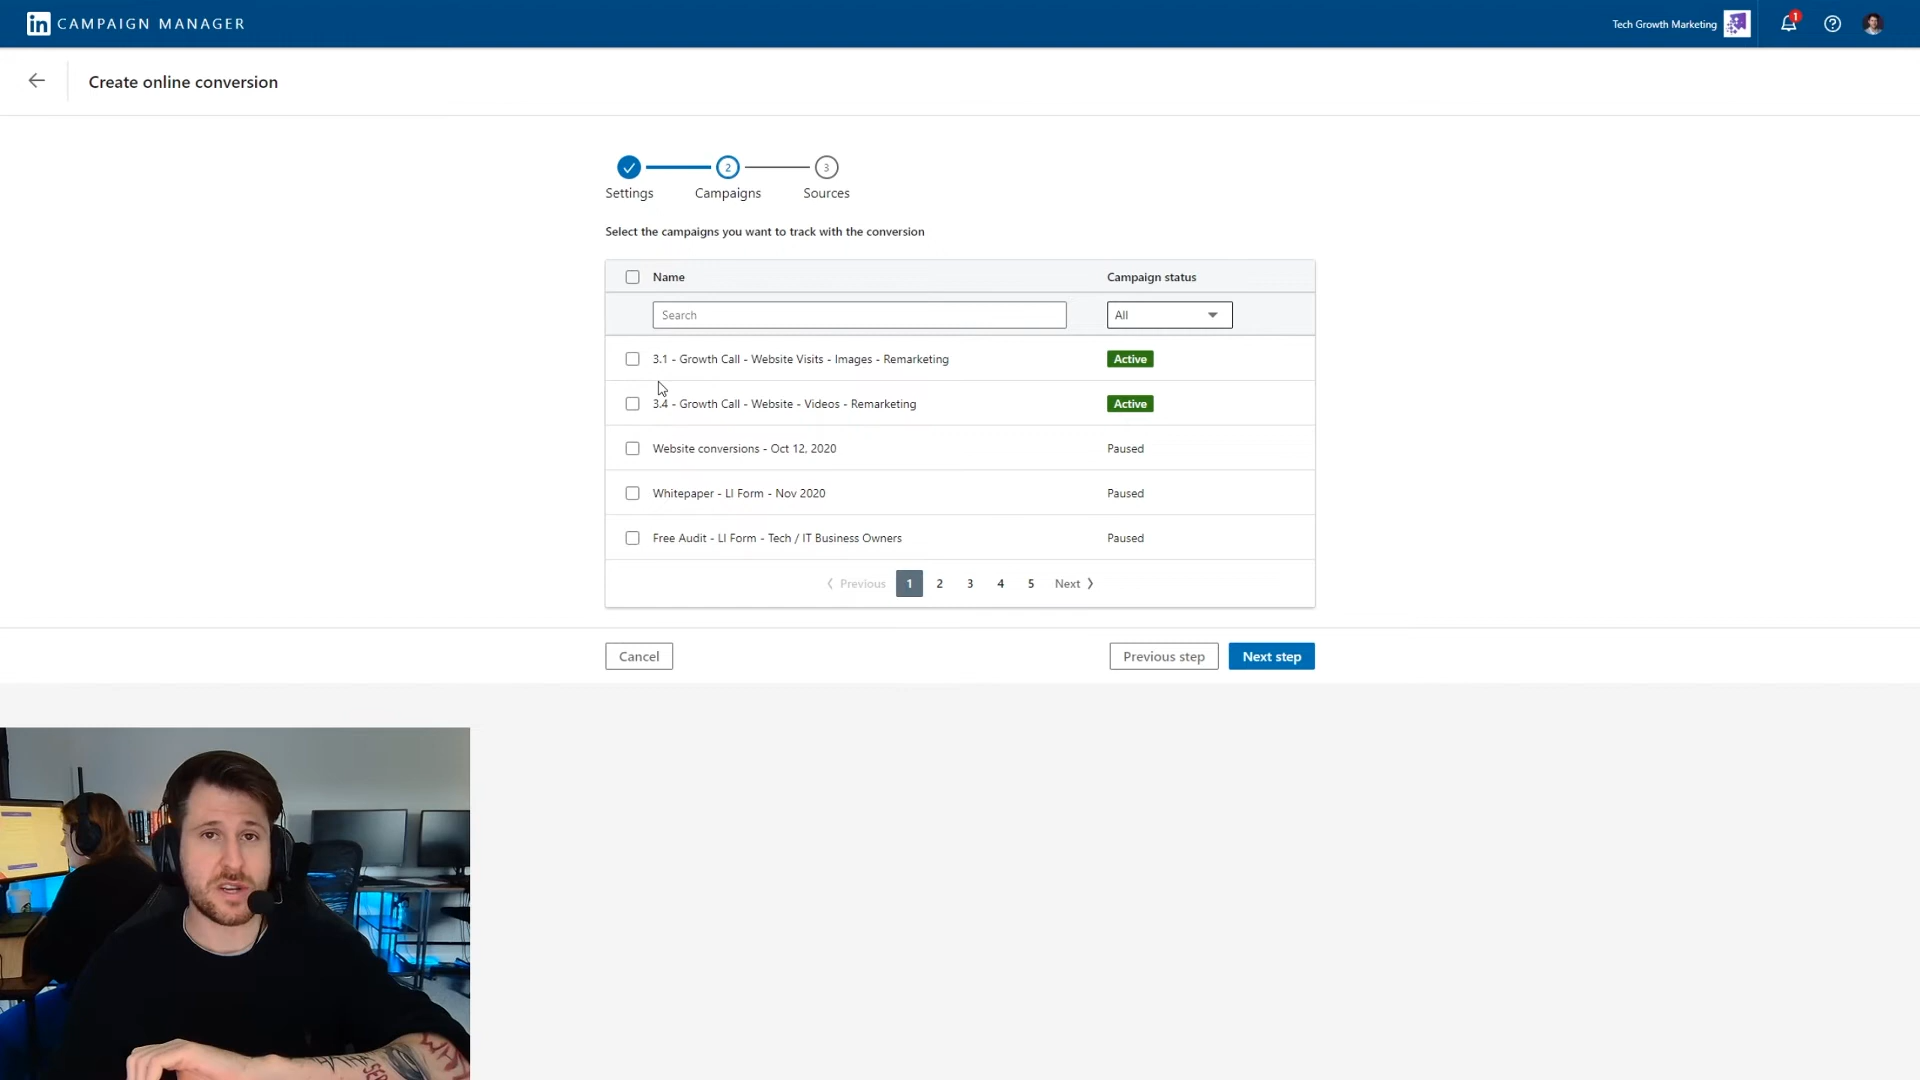 in CAMPAIGN MANAGER
Tech Growth Marketing
1
Create online conversion
2
3
Settings
Campaigns
Sources
Select the campaigns you want to track with the conversion
Name
Campaign status
Search
All
3.1 - Growth Call - Website Visits - Images - Remarketing
Active
3.4 - Growth Call - Website - Videos - Remarketing
Active
Website conversions - Oct 12, 2020
Paused
Whitepaper - LI Form - Nov 2020
Paused
Free Audit - LI Form - Tech / IT Business Owners
Paused
Previous 1 2 3 4 5 Next
Cancel
Previous step
Next step